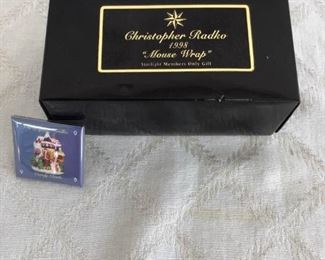 Christopher Radko
1998
"Mouse Wrap"
Starlight Members Only Gift